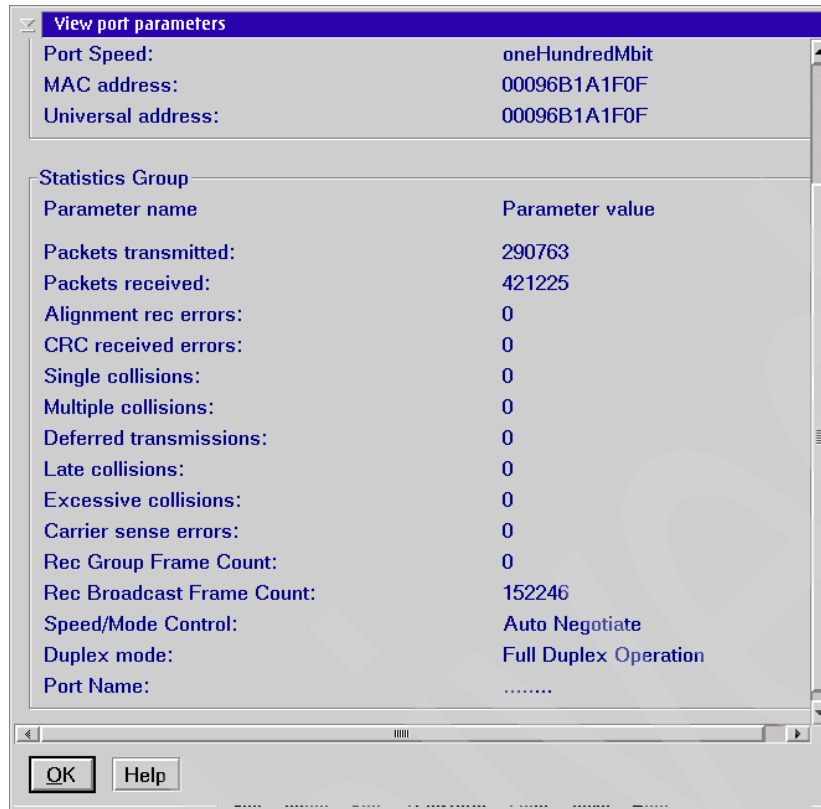 View port parameters
Port Speed: oneHundredMbit
MAC address: 00096B1A1F0F
Universal address: 00096B1A1F0F
Statistics Group
Parameter name Parameter value
Packets transmitted: 290763
Packets received: 421225
Alignment rec errors: 0
CRC received errors: 0
Single collisions: 0
Multiple collisions: 0
Deferred transmissions: 0
Late collisions: 0
Excessive collisions: 0
Carrier sense errors: 0
Rec Group Frame Count: 0
Rec Broadcast Frame Count: 152246
Speed/Mode Control: Auto Negotiate
Duplex mode: Full Duplex Operation
Port Name: ........
OK Help